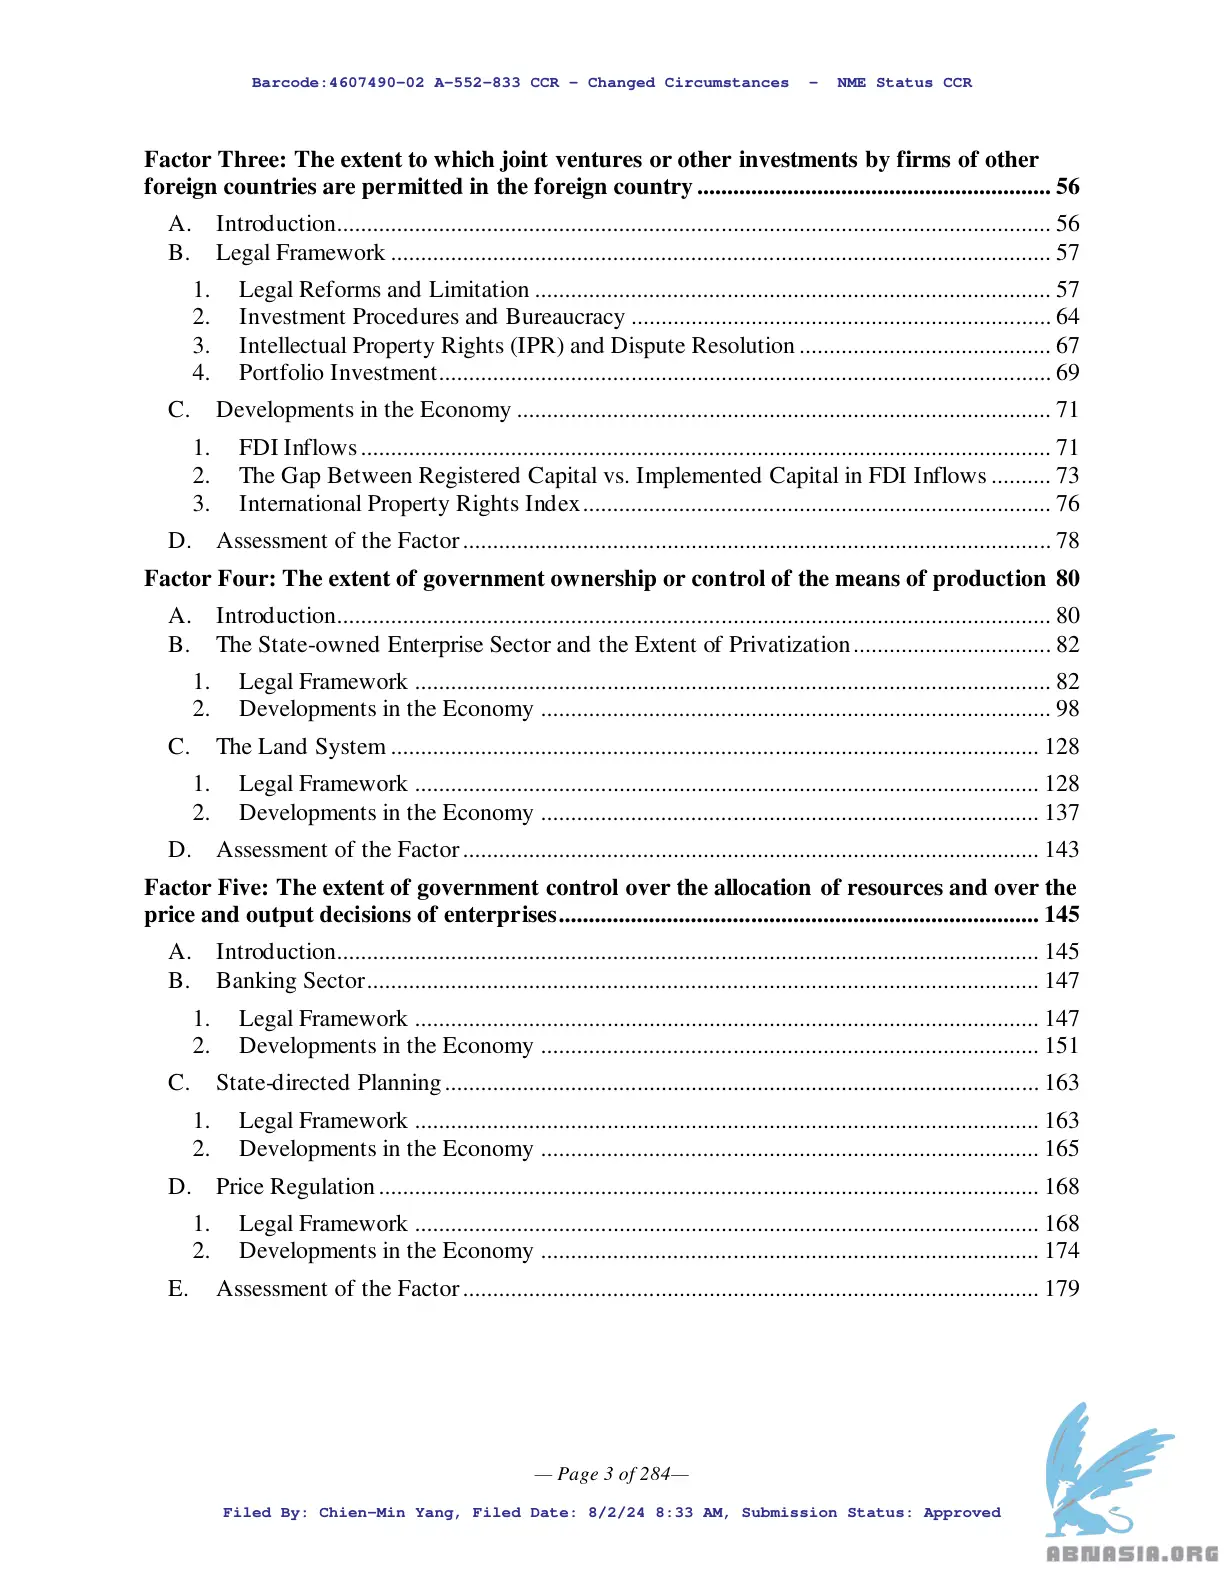 Barcode:4607490-02 A-552-833 CCR - Changed Circumstances - NME Status CCR
Factor Three: The extent to which joint ventures or other investments by firms of other
foreign countries are permitted in the foreign country ........................................................... 56
A. Introduction....................................................................................................................... 56
B. Legal Framework .............................................................................................................. 57
1. Legal Reforms and Limitation ...................................................................................... 57
2. Investment Procedures and Bureaucracy ...................................................................... 64
3. Intellectual Property Rights (IPR) and Dispute Resolution .......................................... 67
4. Portfolio Investment...................................................................................................... 69
C. Developments in the Economy ......................................................................................... 71
1. FDI Inflows ................................................................................................................... 71
2. The Gap Between Registered Capital vs. Implemented Capital in FDI Inflows .......... 73
3. International Property Rights Index.............................................................................. 76
D. Assessment of the Factor .................................................................................................. 78
Factor Four: The extent of government ownership or control of the means of production 80
A. Introduction....................................................................................................................... 80
B. The State-owned Enterprise Sector and the Extent of Privatization ................................. 82
1. Legal Framework .......................................................................................................... 82
2. Developments in the Economy ..................................................................................... 98
C. The Land System ............................................................................................................ 128
1. Legal Framework ........................................................................................................ 128
2. Developments in the Economy ................................................................................... 137
D. Assessment of the Factor ................................................................................................ 143
Factor Five: The extent of government control over the allocation of resources and over the
price and output decisions of enterprises................................................................................ 145
A. Introduction..................................................................................................................... 145
B. Banking Sector................................................................................................................ 147
1. Legal Framework ........................................................................................................ 147
2. Developments in the Economy ................................................................................... 151
C. State-directed Planning ................................................................................................... 163
1. Legal Framework ........................................................................................................ 163
2. Developments in the Economy ................................................................................... 165
D. Price Regulation .............................................................................................................. 168
1. Legal Framework ........................................................................................................ 168
2. Developments in the Economy ................................................................................... 174
E. Assessment of the Factor ................................................................................................ 179
— Page 3 of 284—
Filed By: Chien-Min Yang, Filed Date: 8/2/24 8:33 AM, Submission Status: Approved
ABNASIA.ORG